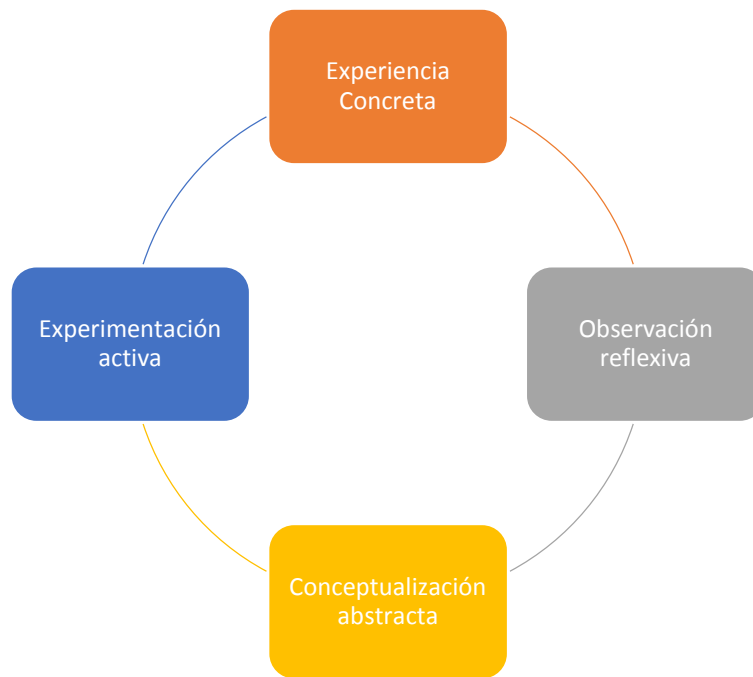 Experiencia
Concreta
Observación
reflexiva
Conceptualización
abstracta
Experimentación
activa